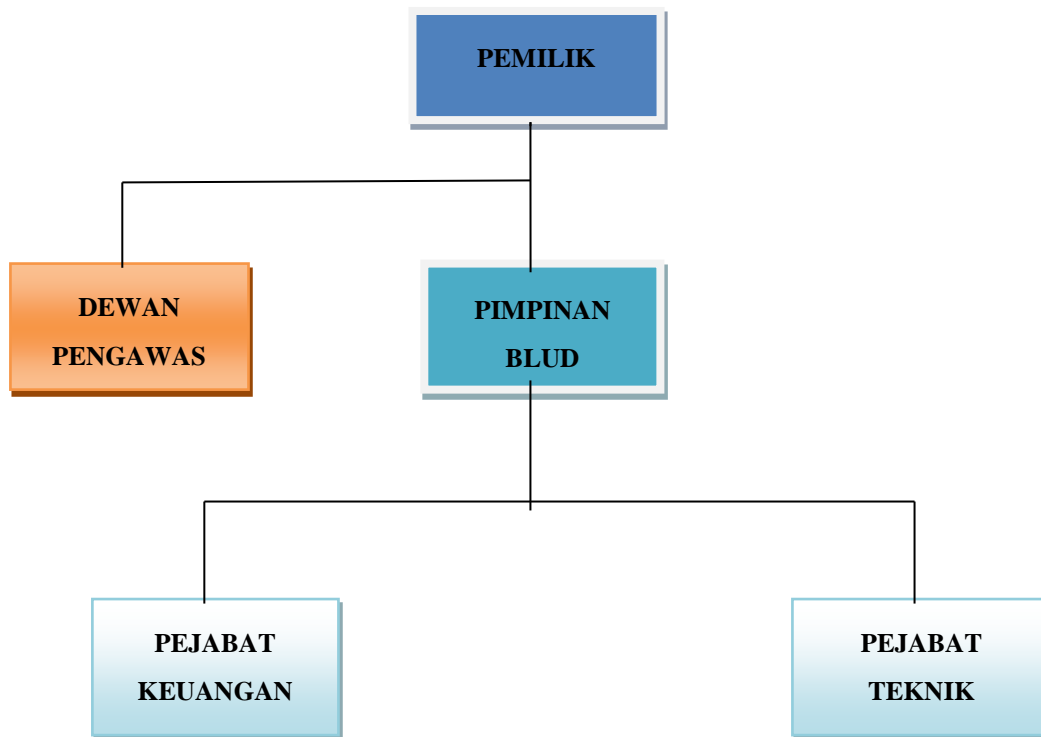 PEMILIK
DEWAN
PENGAWAS
PIMPINAN
BLUD
PEJABAT
KEUANGAN
PEJABAT
TEKNIK